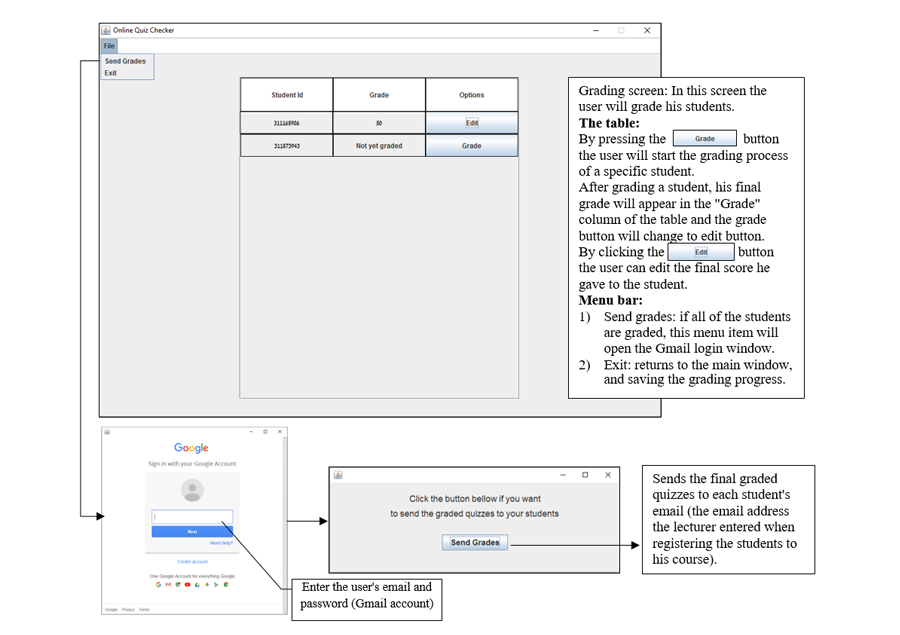 Online Quiz Checker
File
Send Grades
Exit
Student Id Grade Options
311165906 50 Edit
311573943 Not yet graded Grade
Grading screen: In this screen the
user will grade his students.
The table:
By pressing the Grade button
the user will start the grading process
of a specific student.
After grading a student, his final
grade will appear in the "Grade"
column of the table and the grade
button will change to edit button.
By clicking the Edit button
the user can edit the final score he
gave to the student.
Menu bar:
1) Send grades: if all of the students
are graded, this menu item will
open the Gmail login window.
2) Exit: returns to the main window,
and saving the grading progress.
Google
Sign in with your Google Account
Next
Need help?
Create account
One Google Account for everything Google
Google Privacy Terms
Enter the user's email and
password (Gmail account)
Click the button bellow if you want
to send the graded quizzes to your students
Send Grades
Sends the final graded
quizzes to each student's
email (the email address
the lecturer entered when
registering the students to
his course).